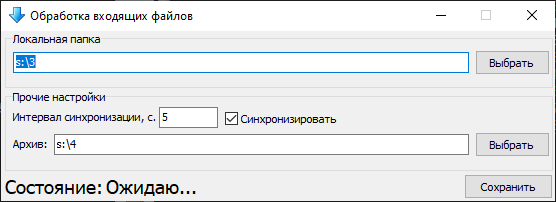 Обработка входящих файлов
Локальная папка
s:\3
Выбрать
Прочие настройки
Интервал синхронизации, с. 5 Синхронизировать
Архив: s:\4 Выбрать
Состояние: Ожидаю... Сохранить